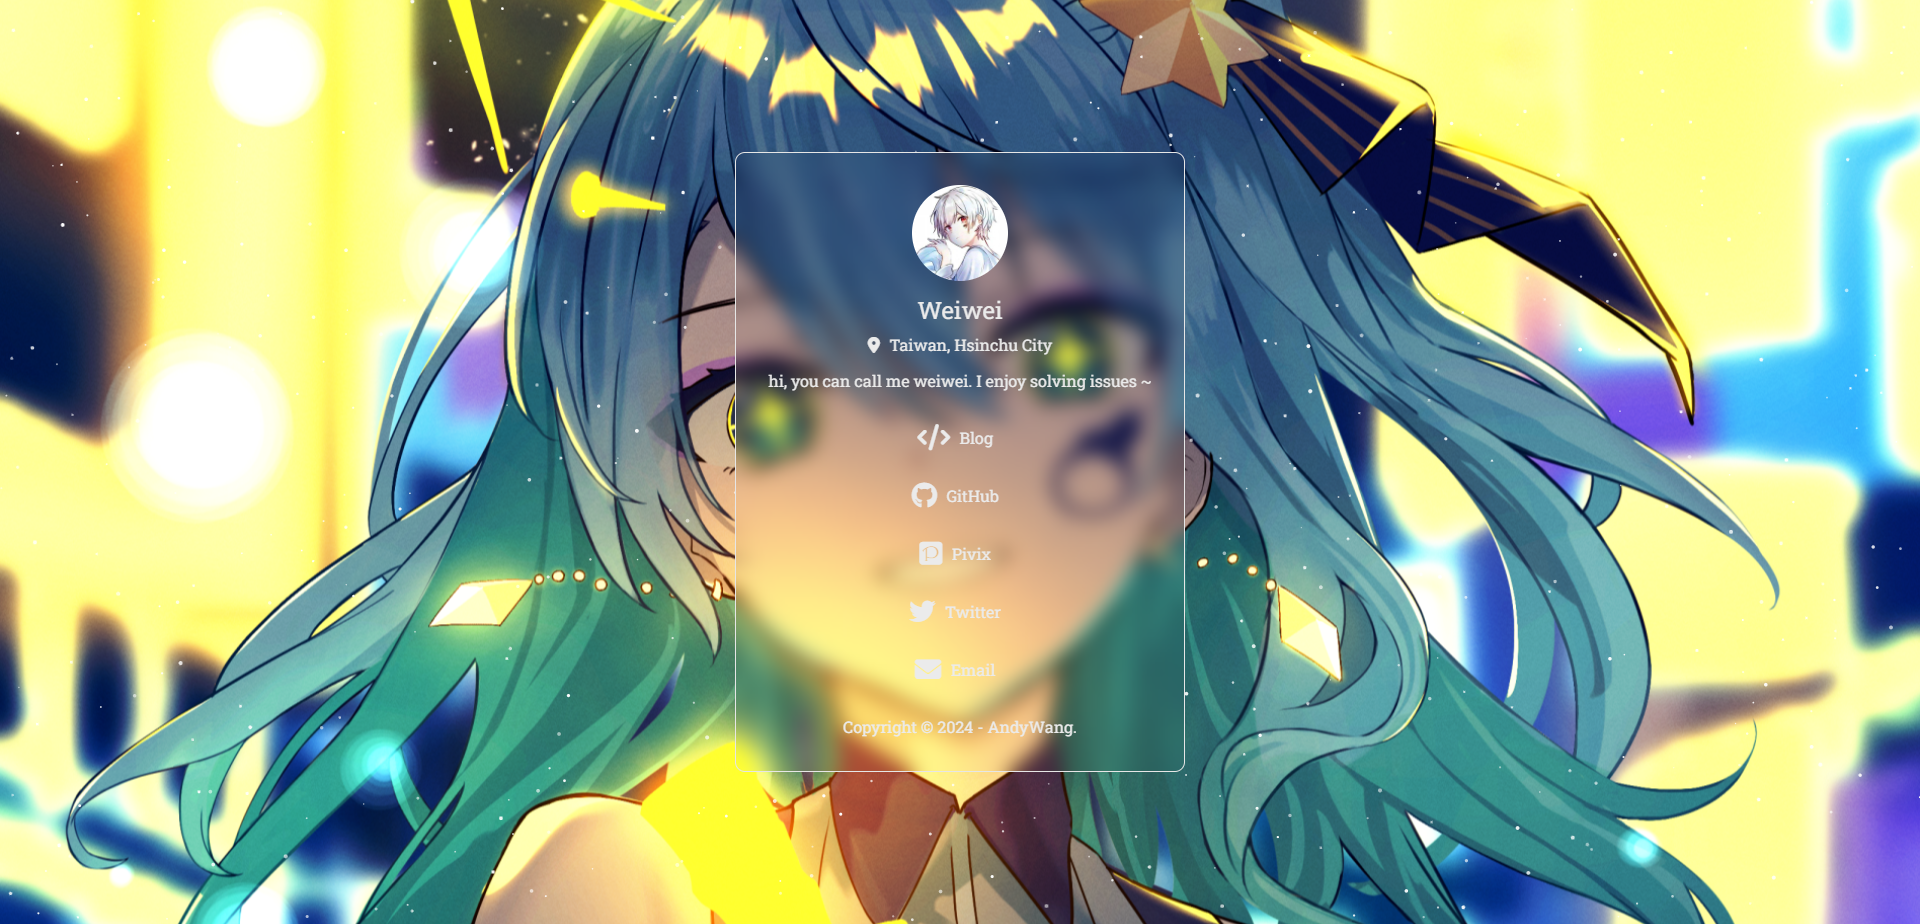 Weiwei
Taiwan, Hsinchu City
hi, you can call me weiwei. I enjoy solving issues ~
Blog
GitHub
Pivix
Twitter
Email
Copyright © 2024 - AndyWang.